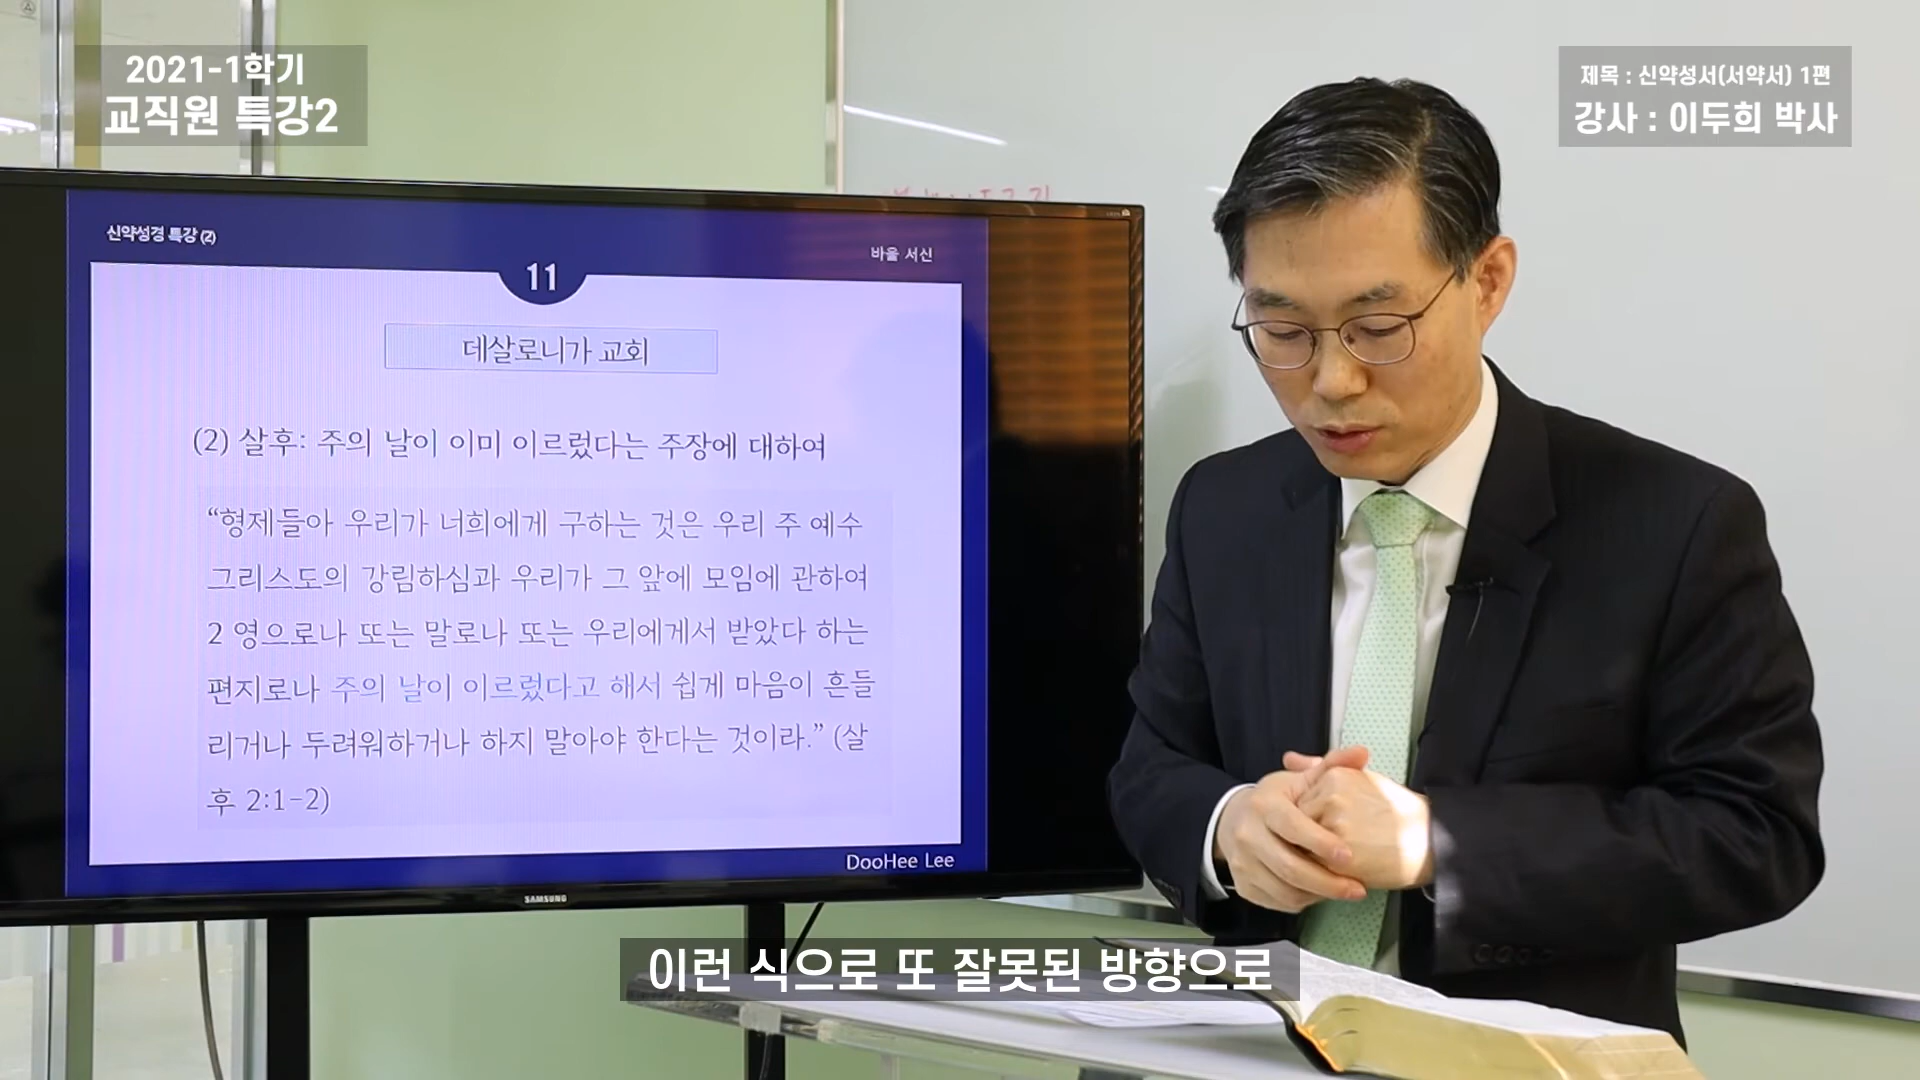 2021-1학기
교직원 특강2
제목 : 신약성서(서약서) 1편
강사 : 이두희 박사
신약성경 특강 (2)
바울 서신
11
데살로니가 교회
(2) 살후: 주의 날이 이미 이르렀다는 주장에 대하여
“형제들아 우리가 너희에게 구하는 것은 우리 주 예수
그리스도의 강림하심과 우리가 그 앞에 모임에 관하여
2 영으로나 또는 말로나 또는 우리에게서 받았다 하는
편지로나 주의 날이 이르렀다고 해서 쉽게 마음이 흔들
리거나 두려워하거나 하지 말아야 한다는 것이라.” (살
후 2:1-2)
DooHee Lee
SAMSUNG
이런 식으로 또 잘못된 방향으로